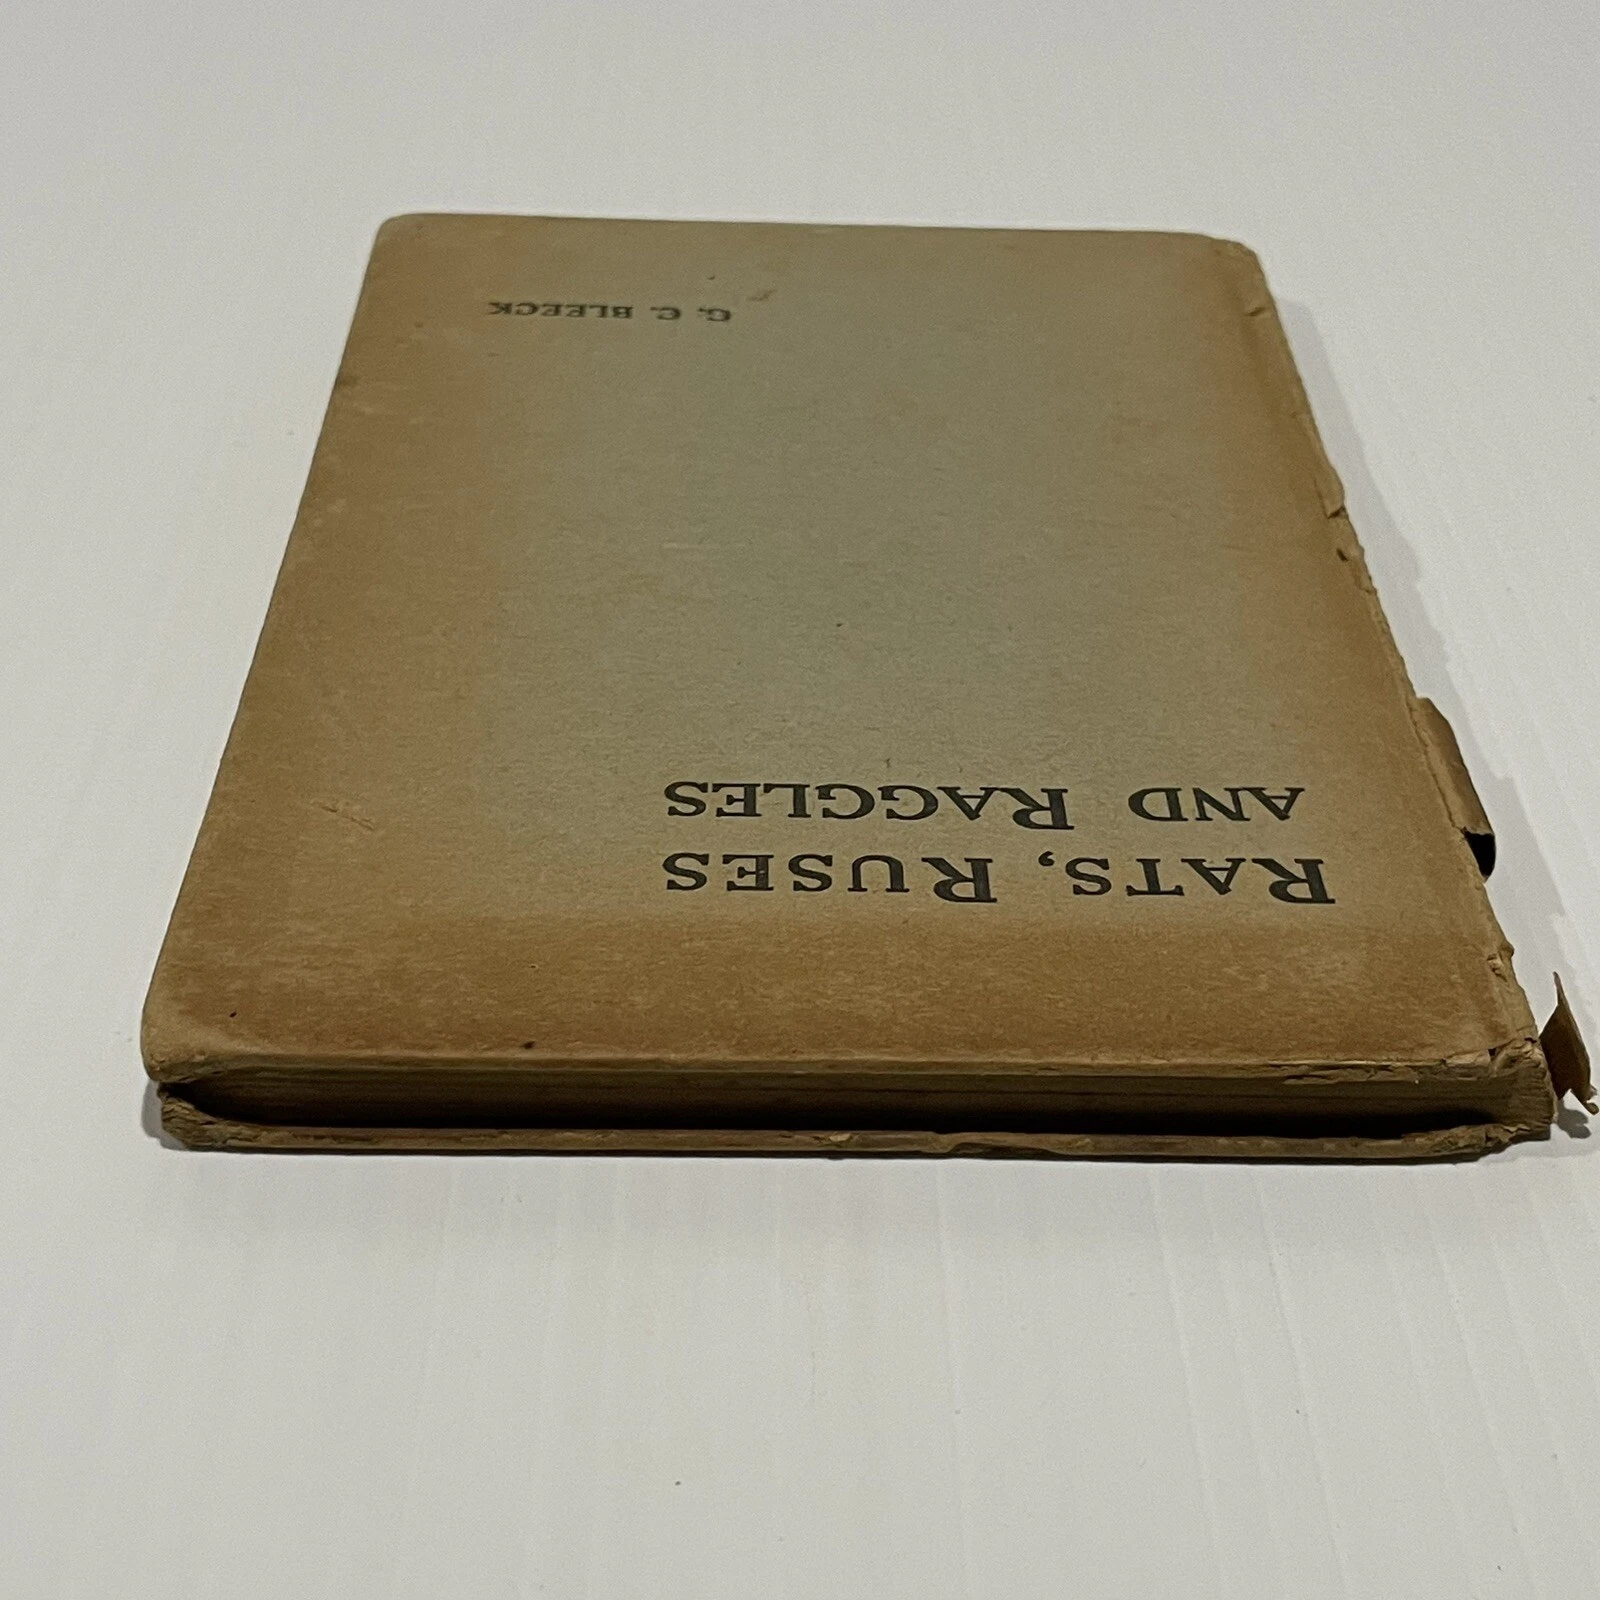 RATS, RUSES
AND RAGGLES
G. C. BLEECK